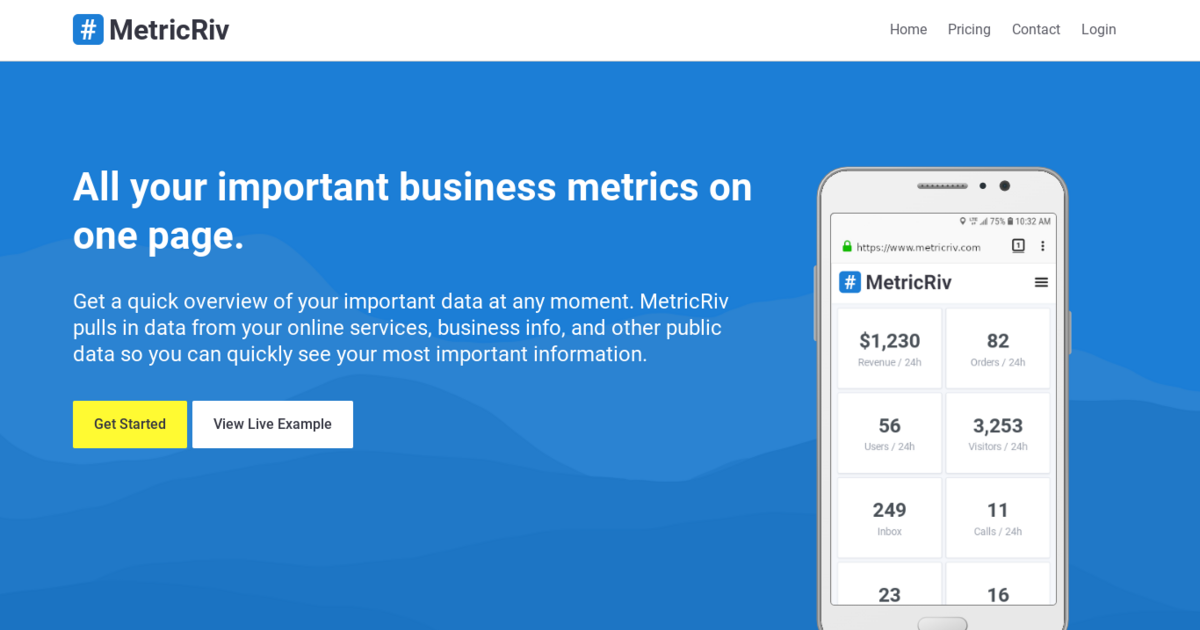 # MetricRiv
Home Pricing Contact Login
All your important business metrics on
one page.
Get a quick overview of your important data at any moment. MetricRiv
pulls in data from your online services, business info, and other public
data so you can quickly see your most important information.
Get Started View Live Example
75% 10:32 AM
https://www.metricriv.com 1
# MetricRiv
$1,230 82
Revenue / 24h Orders / 24h
56 3,253
Users / 24h Visitors / 24h
249 11
Inbox Calls / 24h
23 16